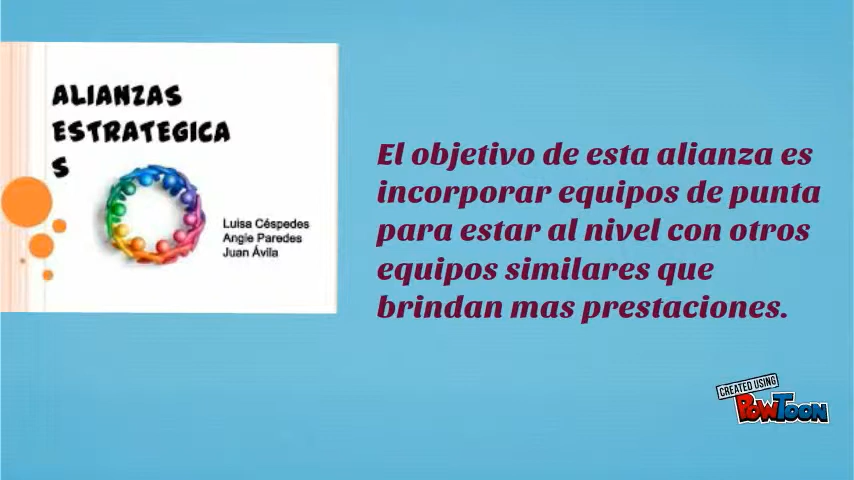 ALIANZAS
ESTRATEGICA
S
Luisa Céspedes
Angie Paredes
Juan Ávila
El objetivo de esta alianza es
incorporar equipos de punta
para estar al nivel con otros
equipos similares que
brindan mas prestaciones.
CREATED USING
POWTOON